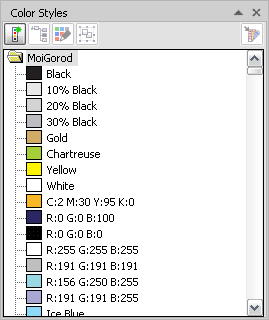 Color Styles
MoiGorod
Black
10% Black
20% Black
30% Black
Gold
Chartreuse
Yellow
White
C:2 M:30 Y:95 K:0
R:0 G:0 B:100
R:0 G:0 B:0
R:255 G:255 B:255
R:191 G:191 B:191
R:156 G:250 B:255
R:191 G:191 B:255
Ice Blue